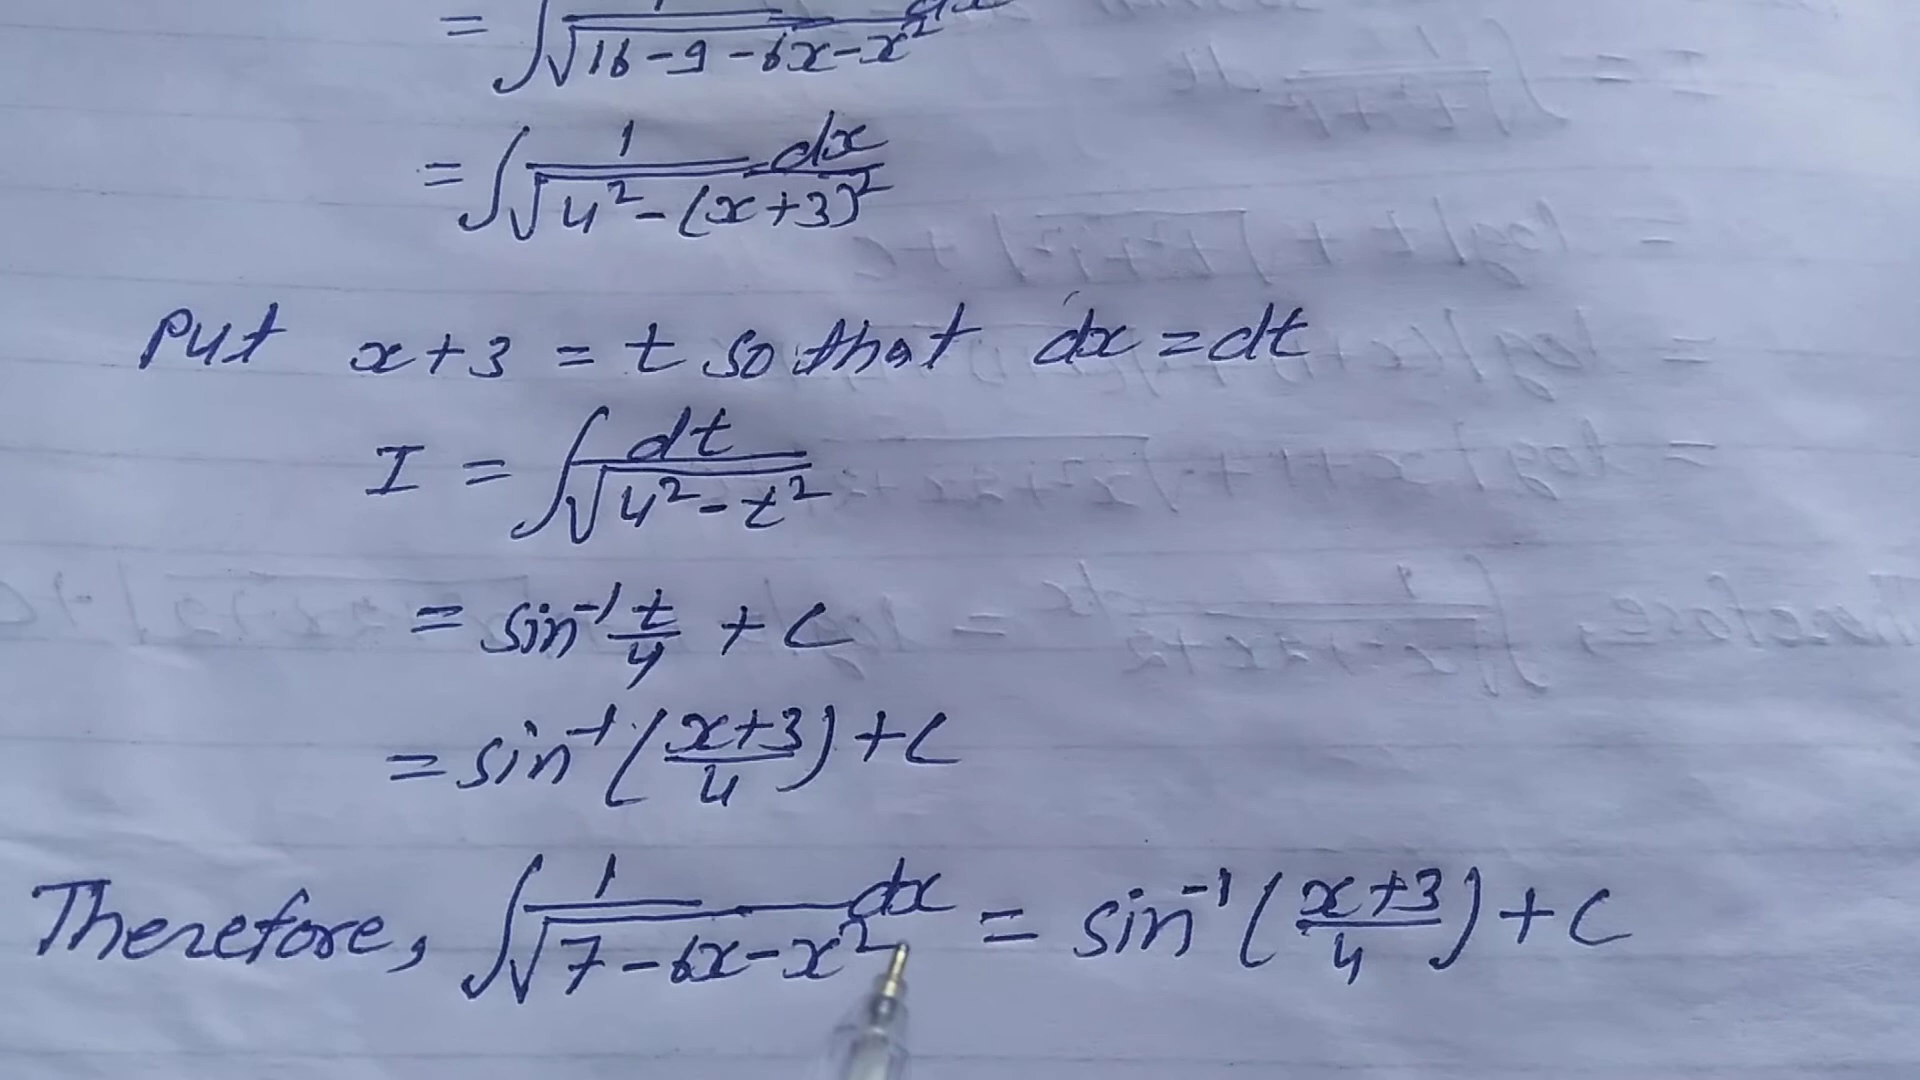 = ∫ 1/√(16-9-6x-x²) dx
= ∫ 1/√(4²-(x+3)²) dx
Put x+3 = t so that dx = dt
I = ∫ dt/√(4²-t²)
= sin⁻¹ t/4 + C
= sin⁻¹ ((x+3)/4) + C
Therefore, ∫ 1/√(7-6x-x²) dx = sin⁻¹ ((x+3)/4) + C